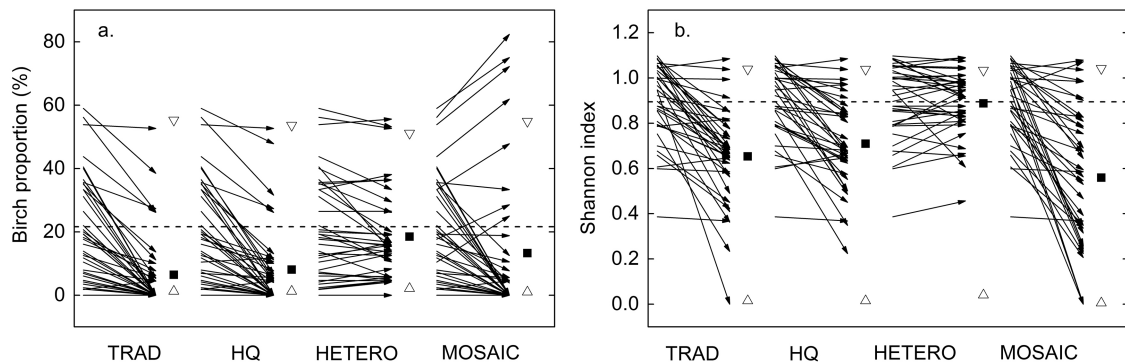 a.
Birch proportion (%)
80
60
40
20
0
TRAD HQ HETERO MOSAIC
b.
Shannon index
1.2
1.0
0.8
0.6
0.4
0.2
0.0
TRAD HQ HETERO MOSAIC